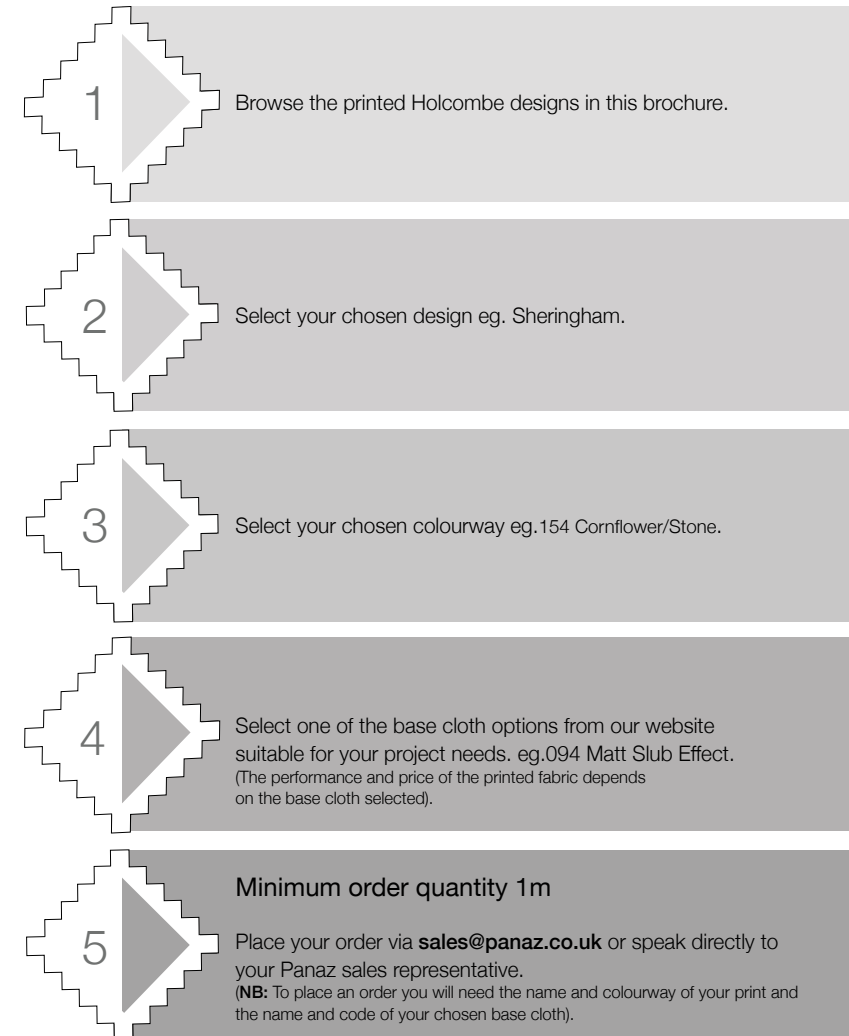 1
Browse the printed Holcombe designs in this brochure.
2
Select your chosen design eg. Sheringham.
3
Select your chosen colourway eg.154 Cornflower/Stone.
4
Select one of the base cloth options from our website
suitable for your project needs. eg.094 Matt Slub Effect.
(The performance and price of the printed fabric depends
on the base cloth selected).
5
Minimum order quantity 1m
Place your order via sales@panaz.co.uk or speak directly to
your Panaz sales representative.
(NB: To place an order you will need the name and colourway of your print and
the name and code of your chosen base cloth).